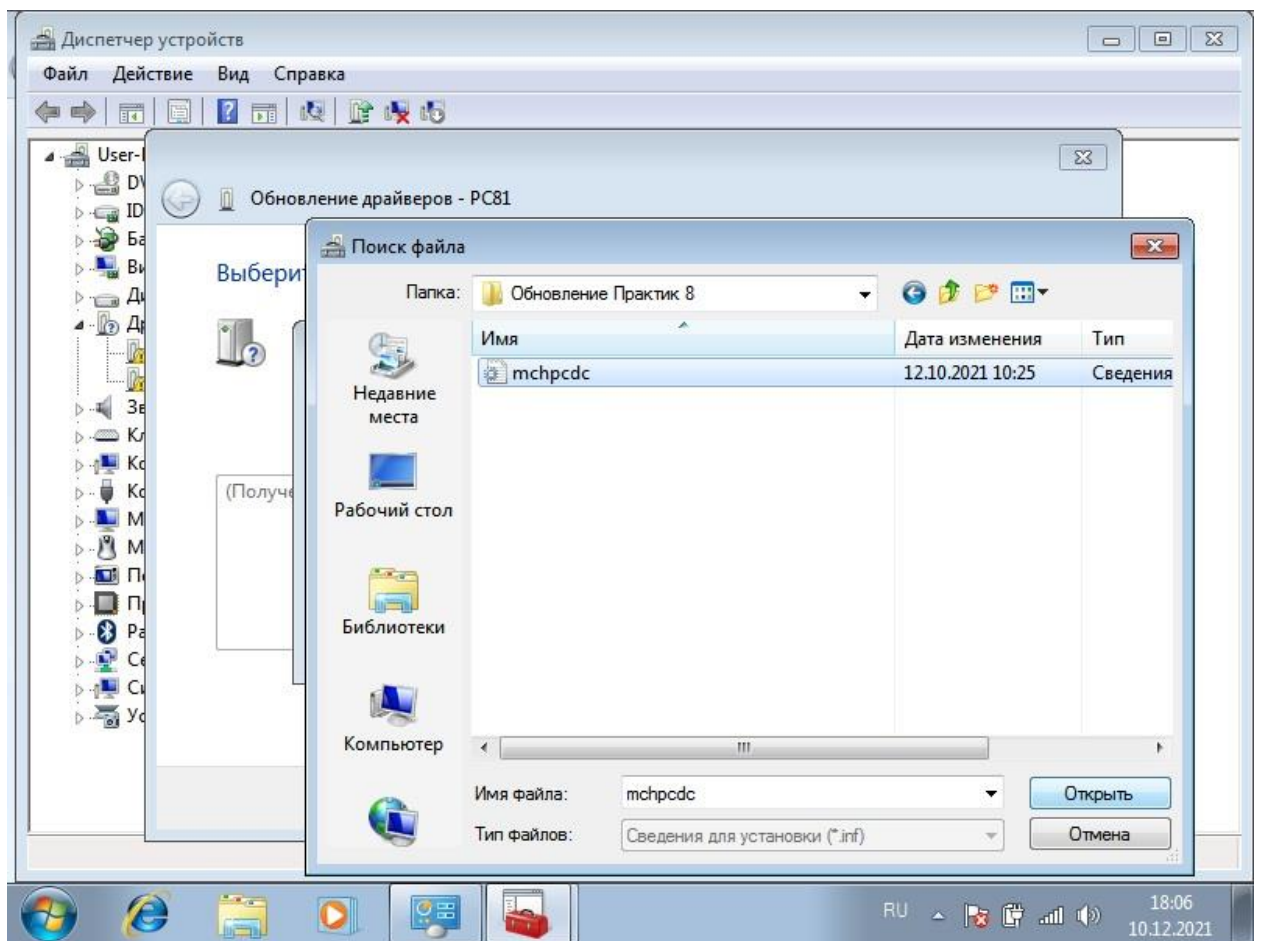 Диспетчер устройств
Файл Действие Вид Справка
User-
Обновление драйверов - PC81
Поиск файла
Папка: Обновление Практик 8
Имя Дата изменения Тип
mchpcdc 12.10.2021 10:25 Сведения
Недавние
места
Рабочий стол
Библиотеки
Компьютер
Имя файла: mchpcdc Открыть
Тип файлов: Сведения для установки (*.inf) Отмена
RU 18:06
10.12.2021